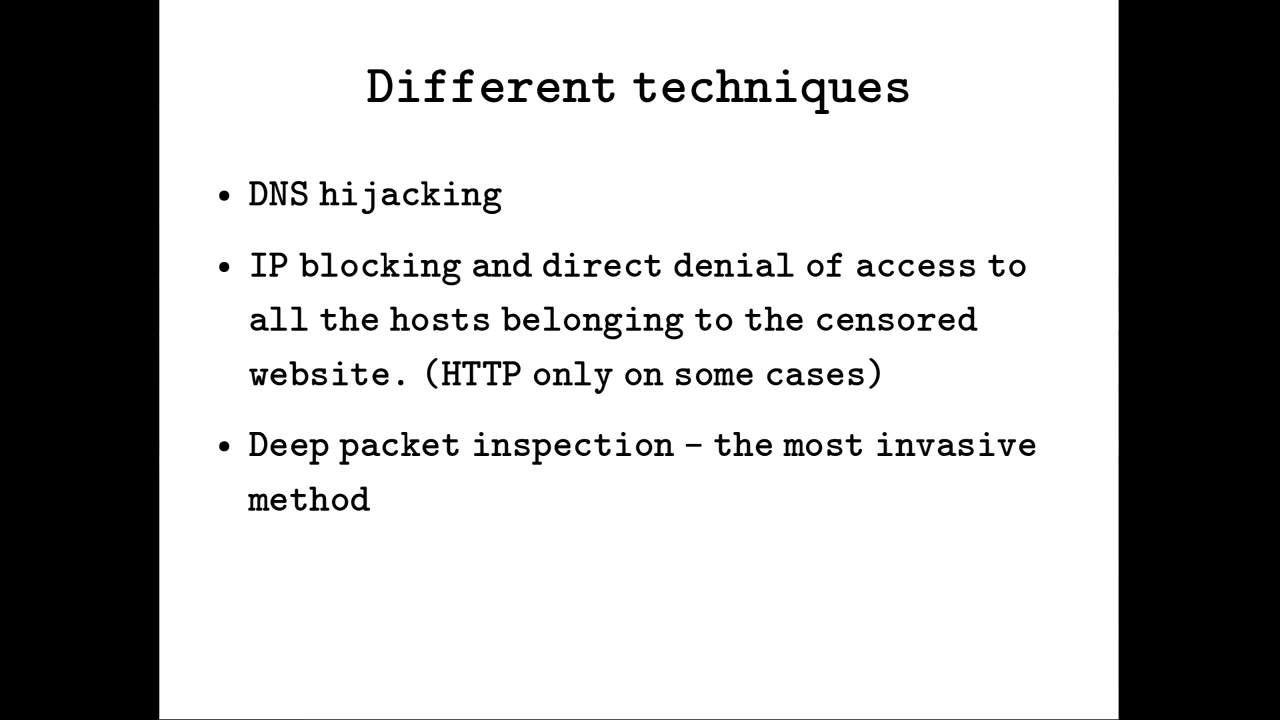 Different techniques
• DNS hijacking
• IP blocking and direct denial of access to
all the hosts belonging to the censored
website. (HTTP only on some cases)
• Deep packet inspection – the most invasive
method